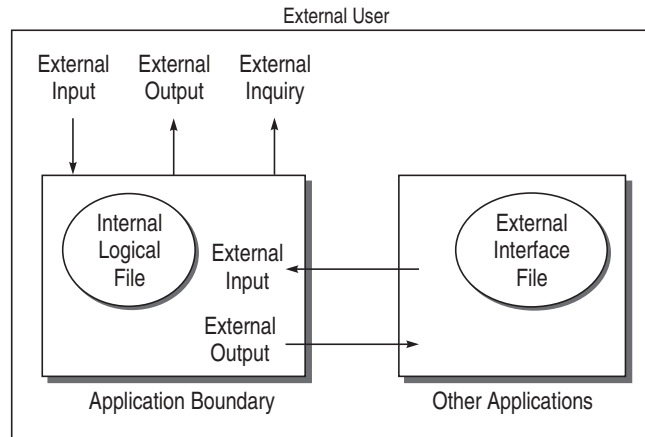 External User
External
Input
External
Output
External
Inquiry
Internal
Logical
File
External
Input
External
Output
External
Interface
File
Application Boundary
Other Applications